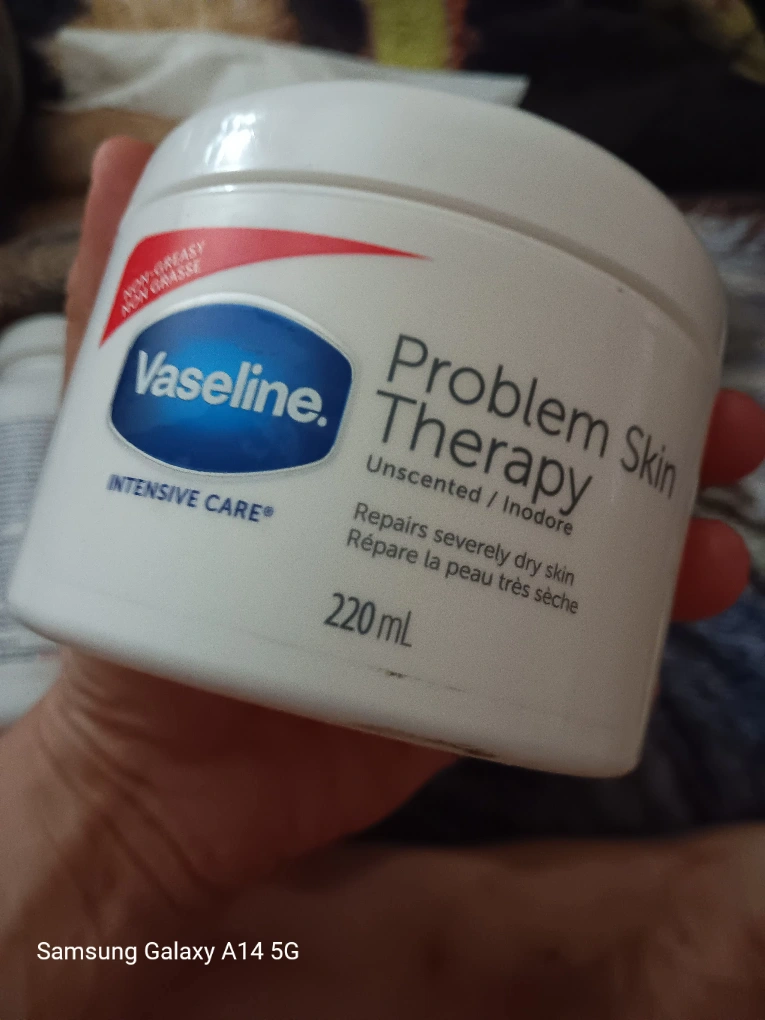 NON-GREASY
NON GRASSE
Vaseline.
INTENSIVE CARE®
Problem Skin
Therapy
Unscented / Inodore
Repairs severely dry skin
Répare la peau très sèche
220 mL
Samsung Galaxy A14 5G